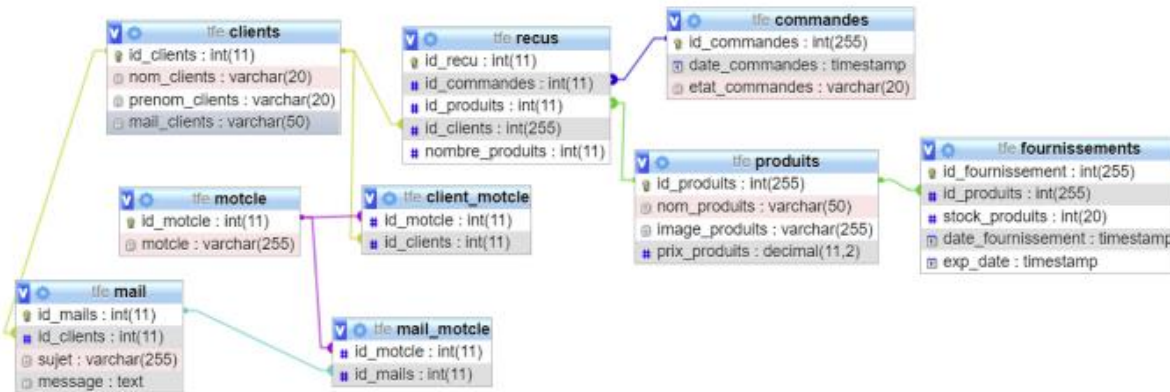 tfe clients
id_clients : int(11)
nom_clients : varchar(20)
prenom_clients : varchar(20)
mail_clients : varchar(50)
tfe recus
id_recu : int(11)
id_commandes : int(11)
id_produits : int(11)
id_clients : int(255)
nombre_produits : int(11)
tfe commandes
id_commandes : int(255)
date_commandes : timestamp
etat_commandes : varchar(20)
tfe produits
id_produits : int(255)
nom_produits : varchar(50)
image_produits : varchar(255)
prix_produits : decimal(11,2)
tfe fournissements
id_fournissement : int(255)
id_produits : int(255)
stock_produits : int(20)
date_fournissement : timestamp
exp_date : timestamp
tfe motcle
id_motcle : int(11)
motcle : varchar(255)
tfe client_motcle
id_motcle : int(11)
id_clients : int(11)
tfe mail
id_mails : int(11)
id_clients : int(11)
sujet : varchar(255)
message : text
tfe mail_motcle
id_motcle : int(11)
id_mails : int(11)